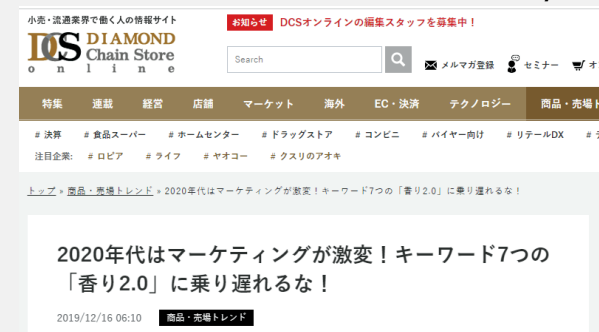 小売・流通業界で働く人の情報サイト
お知らせ DCSオンラインの編集スタッフを募集中！
DCS DIAMOND Chain Store
online
Search
メルマガ登録 セミナー オ
特集 連載 経営 店舗 マーケット 海外 EC・決済 テクノロジー 商品・売場ト
# 決算 # 食品スーパー # ホームセンター # ドラッグストア # コンビニ # バイヤー向け # リテールDX #
注目企業: # ロピア # ライフ # ヤオコー # クスリのアオキ
トップ » 商品・売場トレンド » 2020年代はマーケティングが激変！キーワード7つの「香り2.0」に乗り遅れるな！
2020年代はマーケティングが激変！キーワード7つの
「香り2.0」に乗り遅れるな！
2019/12/16 06:10 商品・売場トレンド